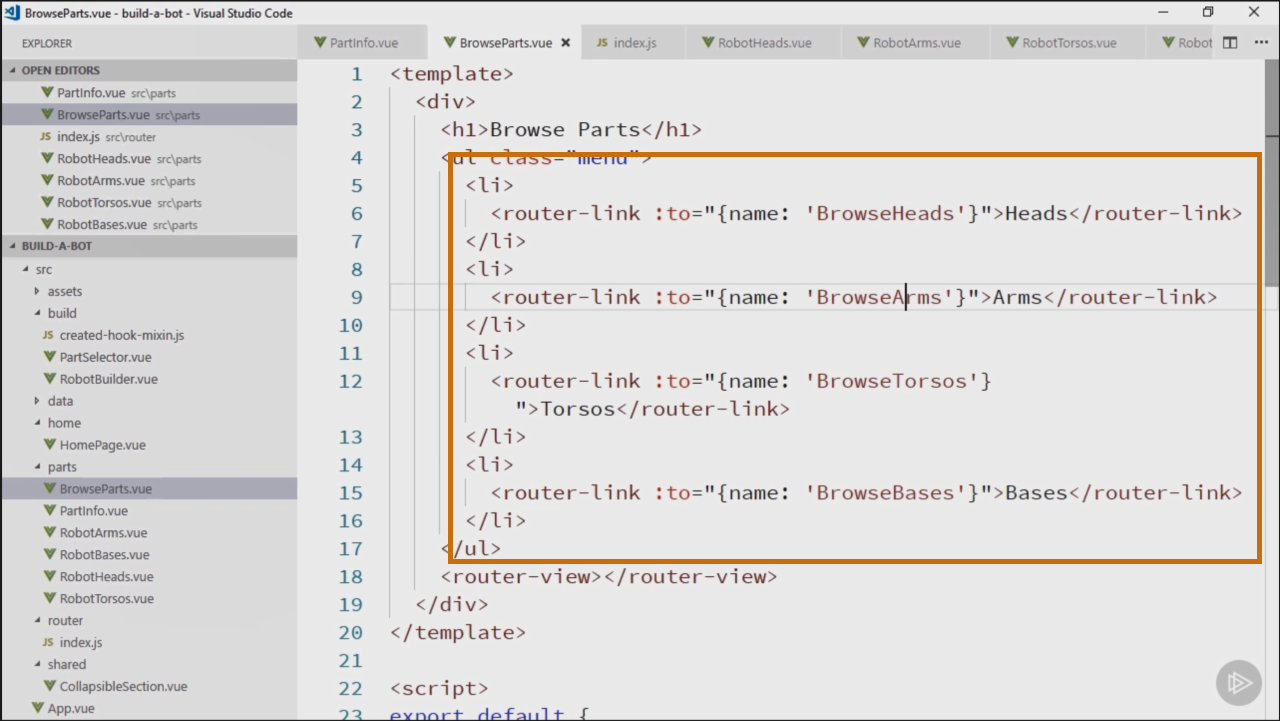 BrowseParts.vue - build-a-bot - Visual Studio Code
EXPLORER
OPEN EDITORS
PartInfo.vue src\parts
BrowseParts.vue src\parts
JS index.js src\router
RobotHeads.vue src\parts
RobotArms.vue src\parts
RobotTorsos.vue src\parts
RobotBases.vue src\parts
BUILD-A-BOT
src
assets
build
JS created-hook-mixin.js
PartSelector.vue
RobotBuilder.vue
data
home
HomePage.vue
parts
BrowseParts.vue
PartInfo.vue
RobotArms.vue
RobotBases.vue
RobotHeads.vue
RobotTorsos.vue
router
JS index.js
shared
CollapsibleSection.vue
App.vue
PartInfo.vue BrowseParts.vue JS index.js RobotHeads.vue RobotArms.vue RobotTorsos.vue Robot
1 <template>
2 <div>
3 <h1>Browse Parts</h1>
4 <ul class="menu">
5 <li>
6 <router-link :to="{name: 'BrowseHeads'}">Heads</router-link>
7 </li>
8 <li>
9 <router-link :to="{name: 'BrowseArms'}">Arms</router-link>
10 </li>
11 <li>
12 <router-link :to="{name: 'BrowseTorsos'}
">Torsos</router-link>
13 </li>
14 <li>
15 <router-link :to="{name: 'BrowseBases'}">Bases</router-link>
16 </li>
17 </ul>
18 <router-view></router-view>
19 </div>
20 </template>
21
22 <script>
23 export default {